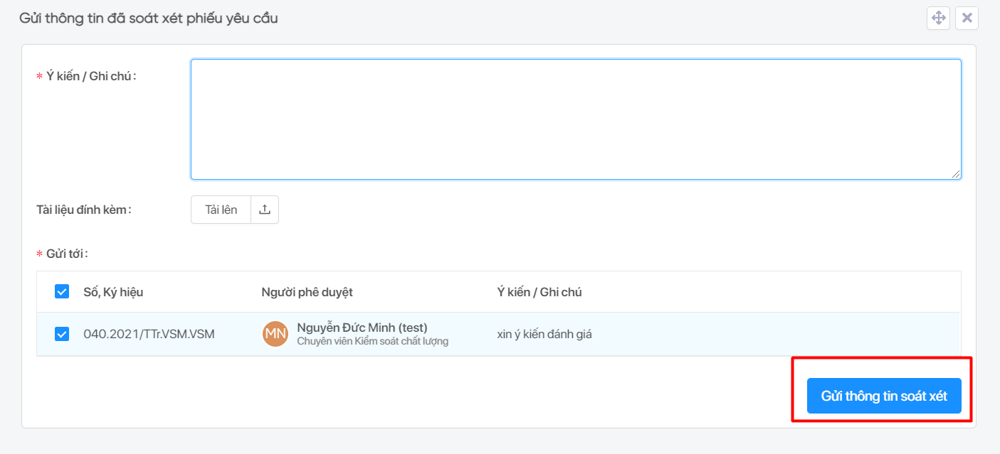 Gửi thông tin đã soát xét phiếu yêu cầu
* Ý kiến / Ghi chú :
Tài liệu đính kèm :
Tải lên
* Gửi tới :
Số, Ký hiệu Người phê duyệt Ý kiến / Ghi chú
040.2021/TTr.VSM.VSM MN Nguyễn Đức Minh (test) xin ý kiến đánh giá
Chuyên viên Kiểm soát chất lượng
Gửi thông tin soát xét